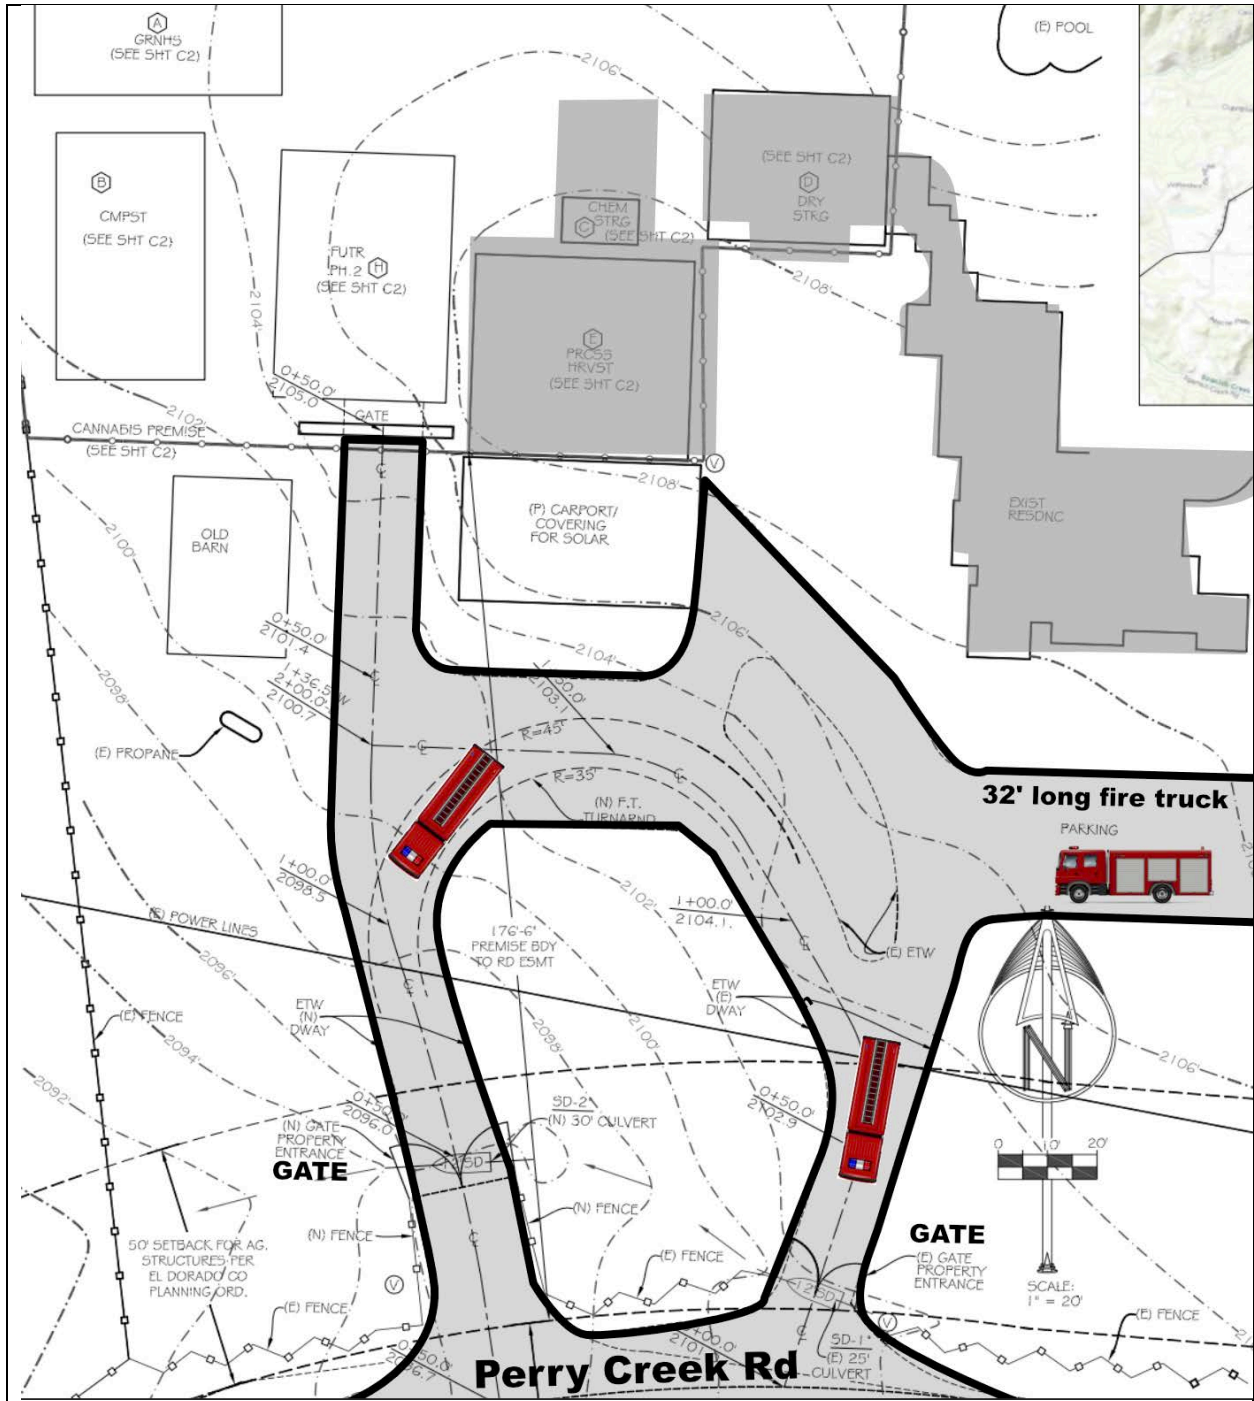 A
GRNHS
(SEE SHT C2)
(E) POOL
2106'
B
CMPST
(SEE SHT C2)
FUTR
PH.2
H
(SEE SHT C2)
(SEE SHT C2)
D
DRY
STRG
CHEM
STRG
C
(SEE SHT C2)
2108'
2104'
E
PRCSS
HRVST
(SEE SHT C2)
0+50.0'
2105.0
GATE
2102'
CANNABIS PREMISE
(SEE SHT C2)
V
2108'
2100'
OLD
BARN
(P) CARPORT/
COVERING
FOR SOLAR
EXIST
RESDNC
0+50.0'
2101.4
2106'
2104'
2098'
1+36.5'W
2+00.0'
2100.7
2103.1
(E) PROPANE
R=45'
R=35'
(N) F.T.
TURNARND
32' long fire truck
PARKING
1+00.0'
2098.5
2102'
1+00.0'
2104.1
(E) POWER LINES
176'-6"
PREMISE BDY
TO RD ESMT
(E) ETW
2096'
ETW
(N)
DWAY
ETW
(E)
DWAY
(E) FENCE
2094'
2098'
2100'
N
2106'
2092'
0+50.0'
2096.0
SD-2
(N) 30' CULVERT
0+50.0'
2102.9
(N) GATE
PROPERTY
ENTRANCE
GATE
12"SD
0 10' 20'
(N) FENCE
(N) FENCE
GATE
(E) GATE
PROPERTY
ENTRANCE
50' SETBACK FOR AG.
STRUCTURES PER
EL DORADO CO
PLANNING ORD.
(E) FENCE
V
SCALE:
1" = 20'
12"SD
(E) FENCE
(E) FENCE
V
SD-1
(E) 25'
CULVERT
Perry Creek Rd